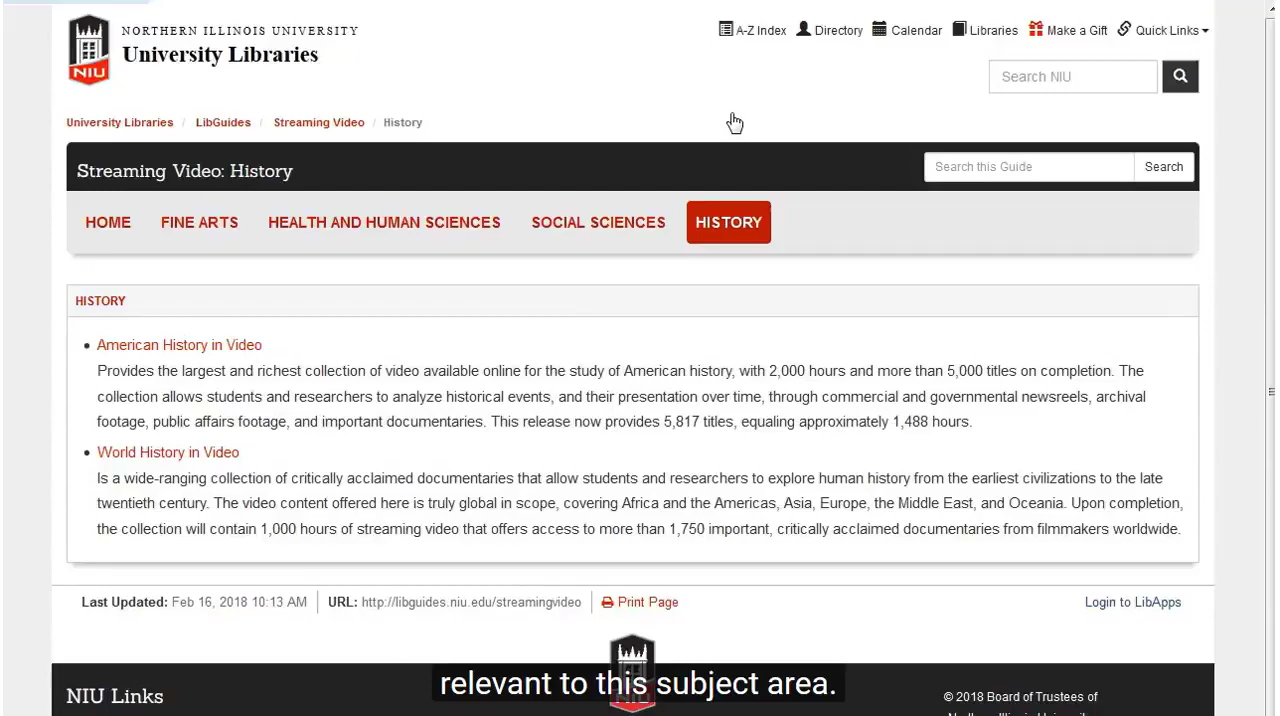 NORTHERN ILLINOIS UNIVERSITY
University Libraries
NIU
A-Z Index Directory Calendar Libraries Make a Gift Quick Links
Search NIU
University Libraries / LibGuides / Streaming Video / History
Streaming Video: History
Search this Guide Search
HOME FINE ARTS HEALTH AND HUMAN SCIENCES SOCIAL SCIENCES HISTORY
HISTORY
• American History in Video
Provides the largest and richest collection of video available online for the study of American history, with 2,000 hours and more than 5,000 titles on completion. The
collection allows students and researchers to analyze historical events, and their presentation over time, through commercial and governmental newsreels, archival
footage, public affairs footage, and important documentaries. This release now provides 5,817 titles, equaling approximately 1,488 hours.
• World History in Video
Is a wide-ranging collection of critically acclaimed documentaries that allow students and researchers to explore human history from the earliest civilizations to the late
twentieth century. The video content offered here is truly global in scope, covering Africa and the Americas, Asia, Europe, the Middle East, and Oceania. Upon completion,
the collection will contain 1,000 hours of streaming video that offers access to more than 1,750 important, critically acclaimed documentaries from filmmakers worldwide.
Last Updated: Feb 16, 2018 10:13 AM URL: http://libguides.niu.edu/streamingvideo Print Page Login to LibApps
relevant to this subject area.
NIU Links
© 2018 Board of Trustees of